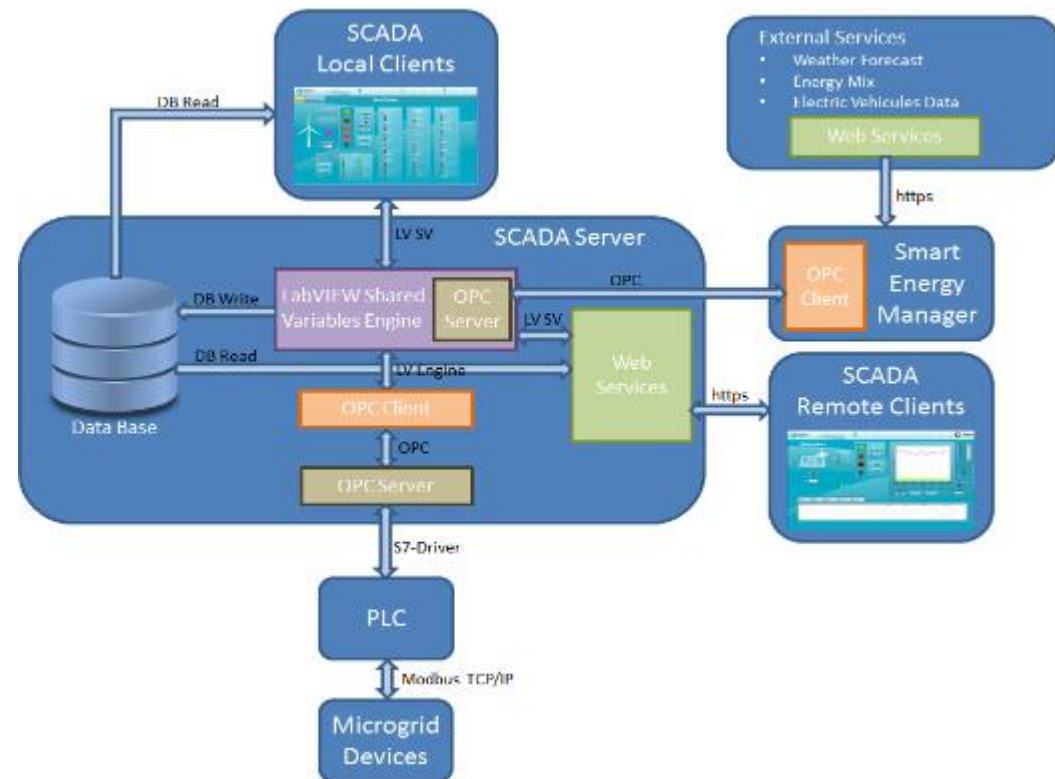 SCADA
Local Clients
External Services
• Weather Forecast
• Energy Mix
• Electric Vehicules Data
Web Services
DB Read
https
LV SV
SCADA Server
Smart
Energy
Manager
OPC
Client
OPC
LabVIEW Shared
Variables Engine
OPC
Server
DB Write
LV SV
DB Read
LV Engine
Web
Services
https
SCADA
Remote Clients
OPC Client
Data Base
OPC
OPC Server
S7-Driver
PLC
Modbus TCP/IP
Microgrid
Devices